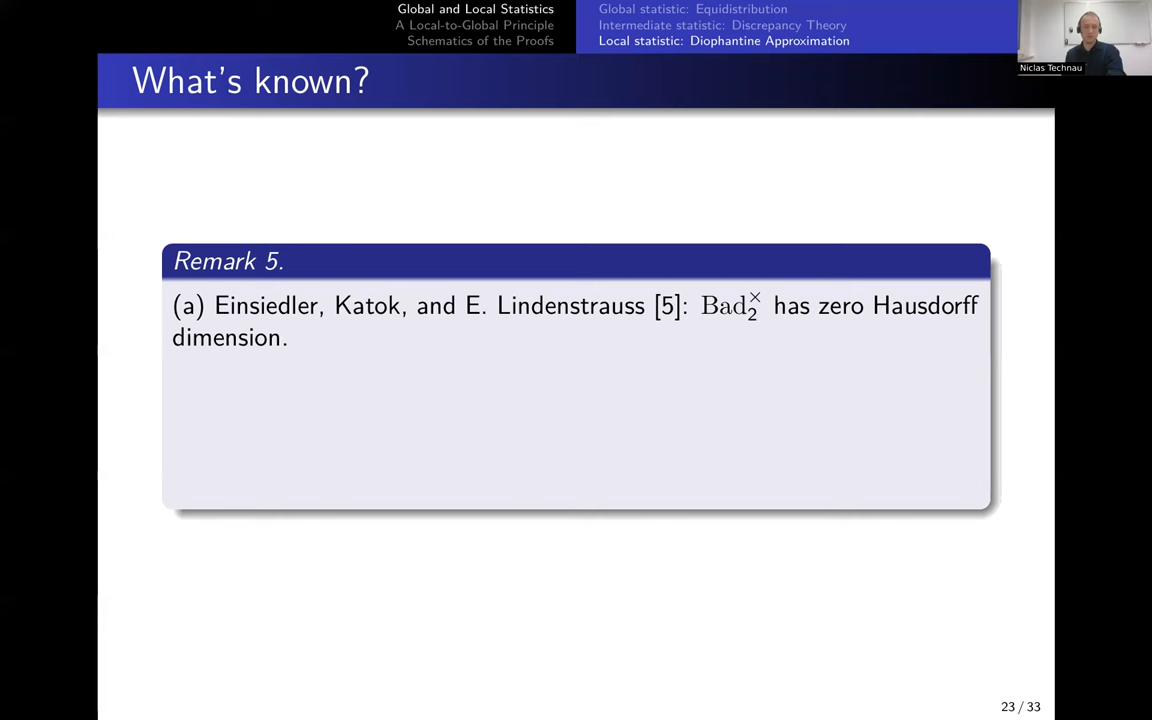 Global and Local Statistics
A Local-to-Global Principle
Schematics of the Proofs
Global statistic: Equidistribution
Intermediate statistic: Discrepancy Theory
Local statistic: Diophantine Approximation
Niclas Technau
What's known?
Remark 5.
(a) Einsiedler, Katok, and E. Lindenstrauss [5]: Bad₂^× has zero Hausdorff
dimension.
23 / 33